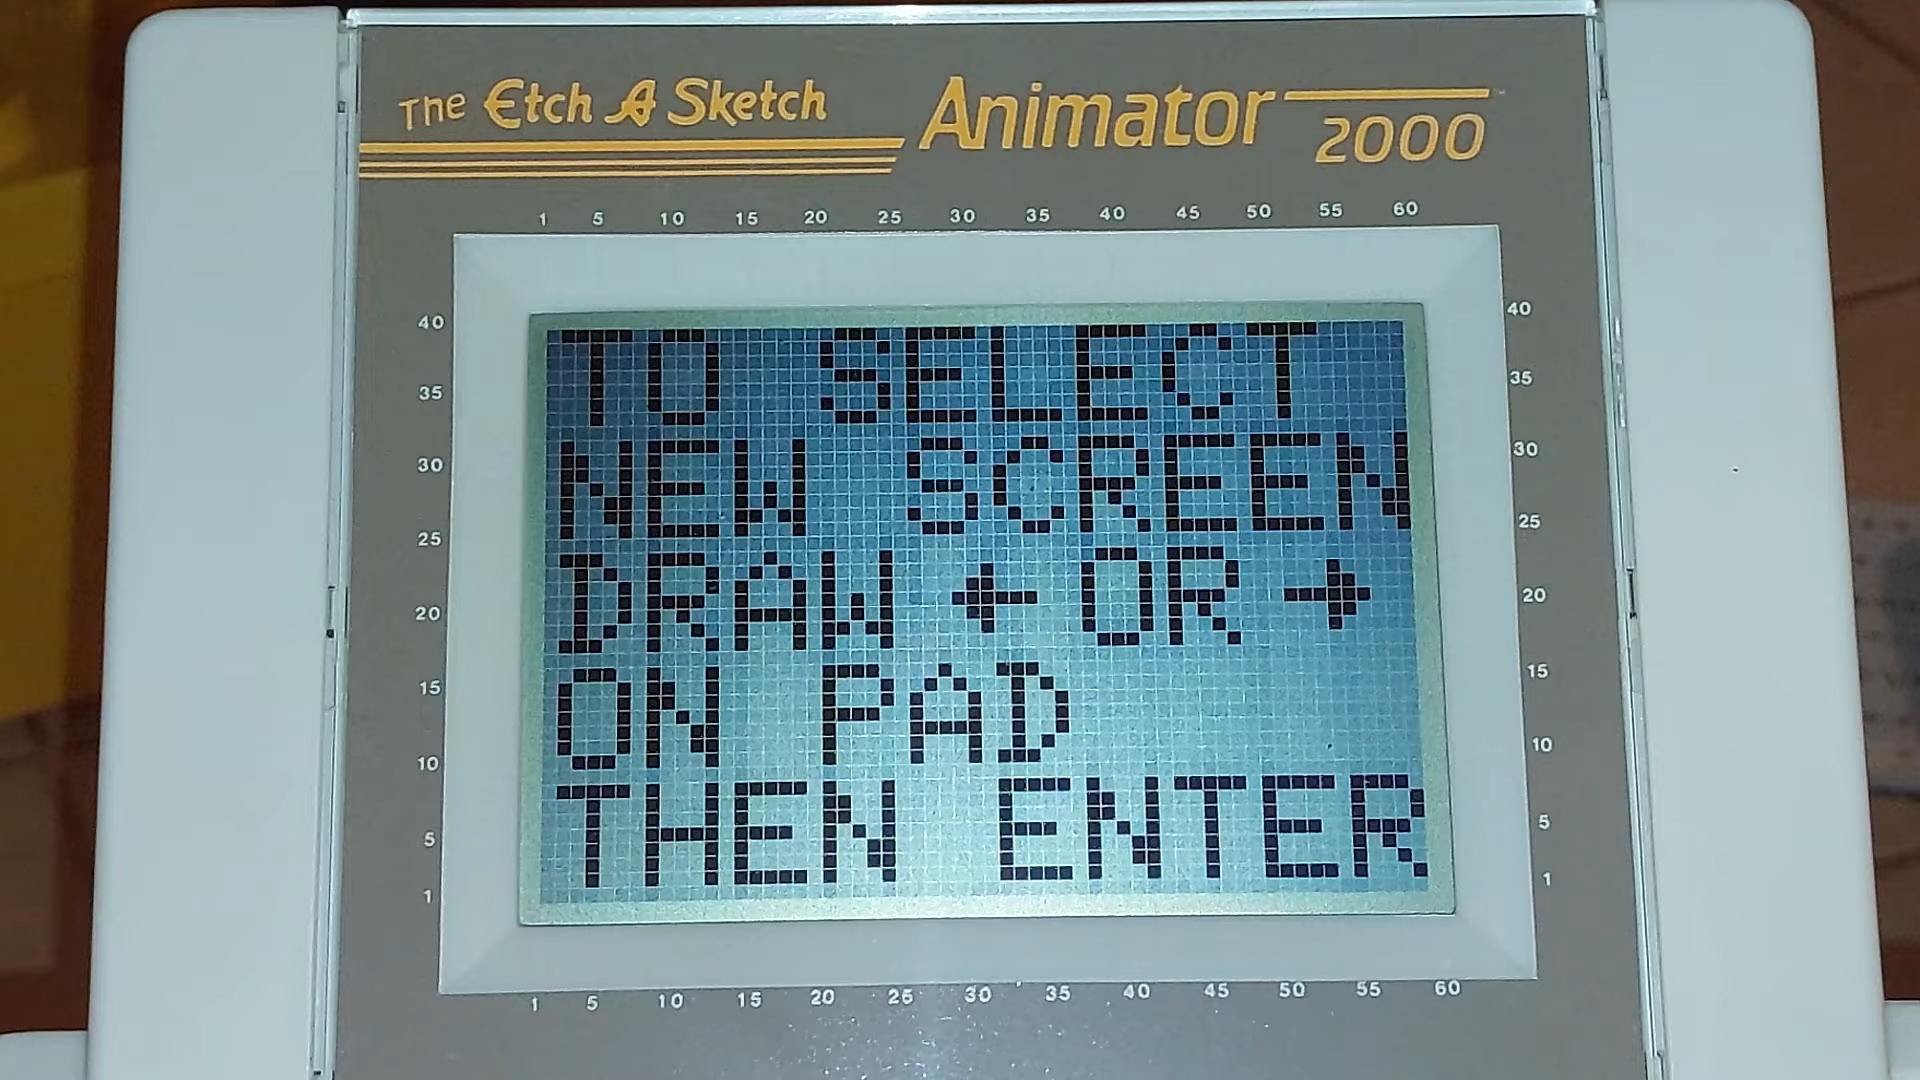 The Etch A Sketch Animator 2000
1 5 10 15 20 25 30 35 40 45 50 55 60
40 40
35 35
30 30
25 25
20 20
15 15
10 10
5 5
1 1
TO SELECT
NEW SCREEN
DRAW ← OR →
ON PAD
THEN ENTER
1 5 10 15 20 25 30 35 40 45 50 55 60